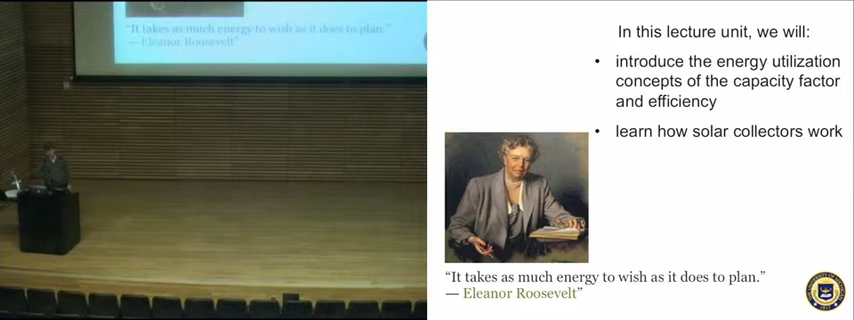 “It takes as much energy to wish as it does to plan.”
— Eleanor Roosevelt”
In this lecture unit, we will:
• introduce the energy utilization
concepts of the capacity factor
and efficiency
• learn how solar collectors work
“It takes as much energy to wish as it does to plan.”
— Eleanor Roosevelt”